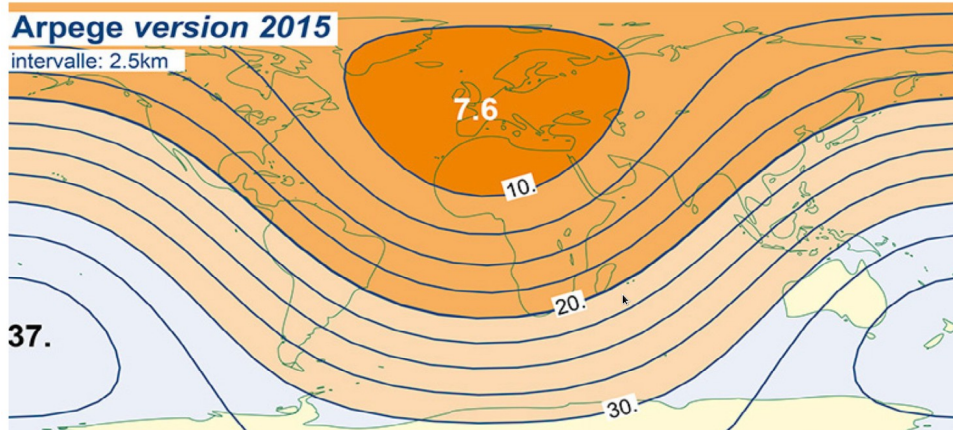 Arpege version 2015
intervalle: 2.5km
7.6
10.
20.
37.
30.